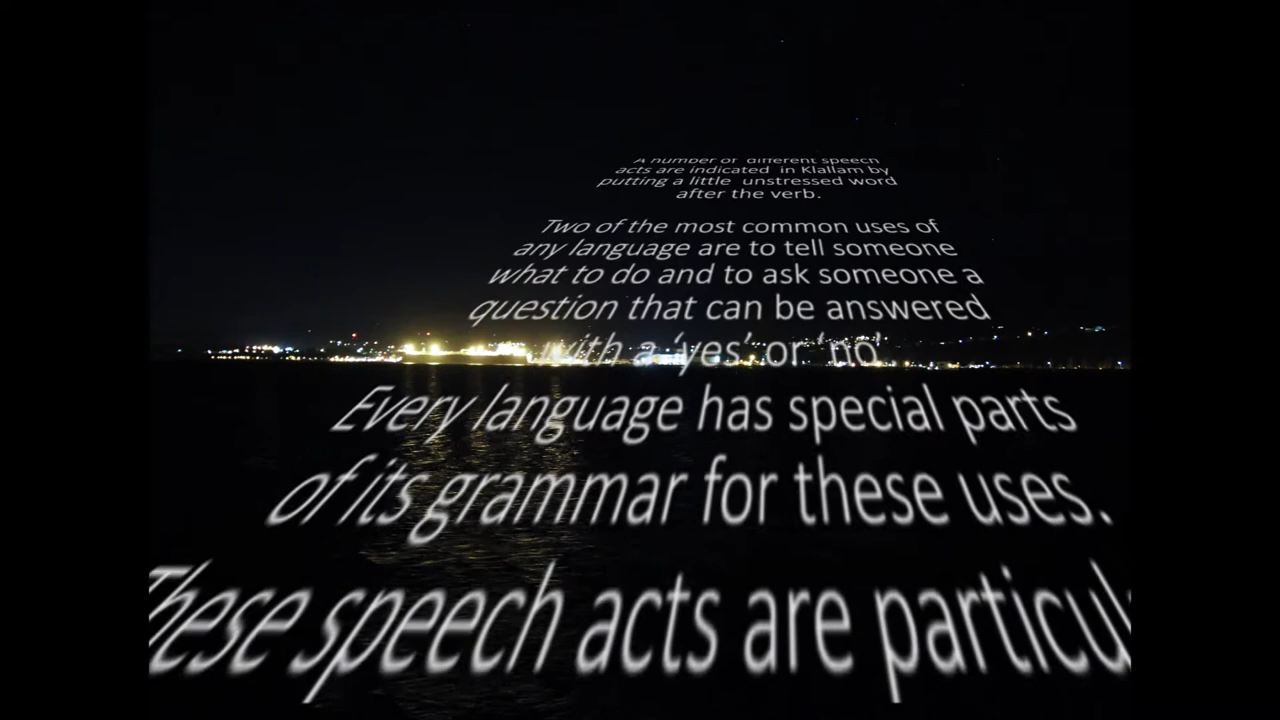 A number of different speech
acts are indicated in Klallam by
putting a little unstressed word
after the verb.
Two of the most common uses of
any language are to tell someone
what to do and to ask someone a
question that can be answered
with a ‘yes’ or ‘no’
Every language has special parts
of its grammar for these uses.
These speech acts are particul